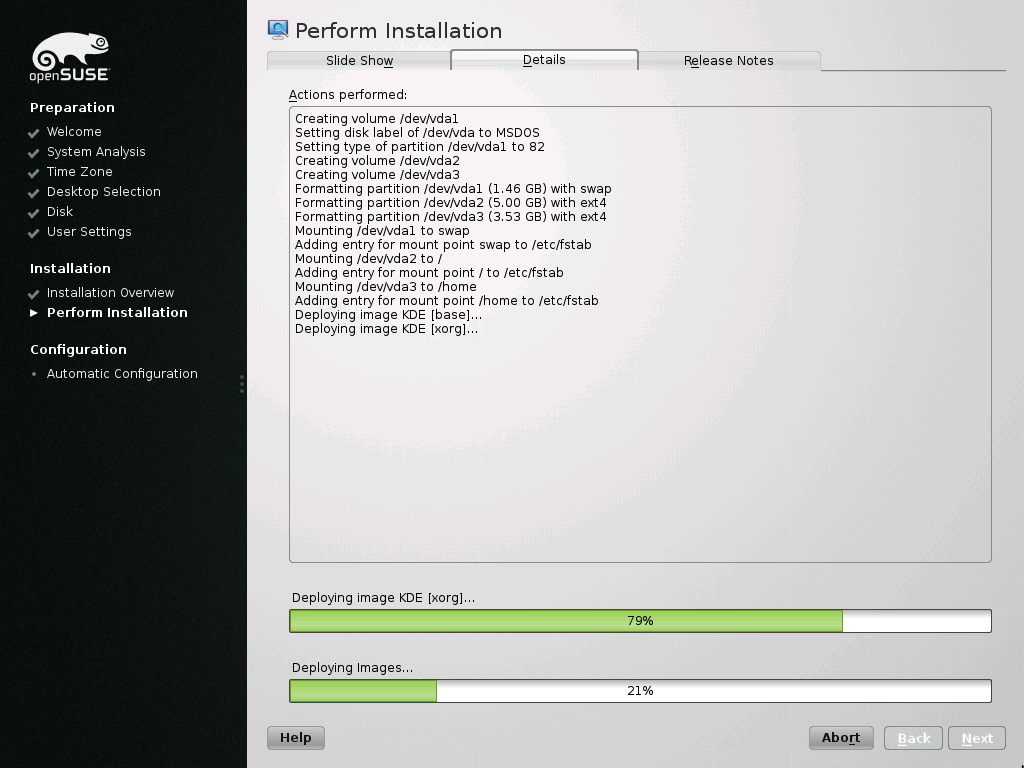 openSUSE
Preparation
Welcome
System Analysis
Time Zone
Desktop Selection
Disk
User Settings
Installation
Installation Overview
Perform Installation
Configuration
Automatic Configuration
Perform Installation
Slide Show
Details
Release Notes
Actions performed:
Creating volume /dev/vda1
Setting disk label of /dev/vda to MSDOS
Setting type of partition /dev/vda1 to 82
Creating volume /dev/vda2
Creating volume /dev/vda3
Formatting partition /dev/vda1 (1.46 GB) with swap
Formatting partition /dev/vda2 (5.00 GB) with ext4
Formatting partition /dev/vda3 (3.53 GB) with ext4
Mounting /dev/vda1 to swap
Adding entry for mount point swap to /etc/fstab
Mounting /dev/vda2 to /
Adding entry for mount point / to /etc/fstab
Mounting /dev/vda3 to /home
Adding entry for mount point /home to /etc/fstab
Deploying image KDE [base]...
Deploying image KDE [xorg]...
Deploying image KDE [xorg]...
79%
Deploying Images...
21%
Help
Abort
Back
Next